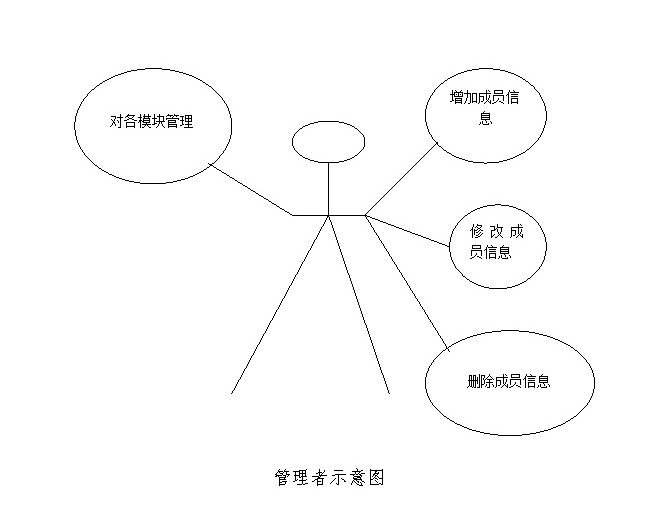 对各模块管理
增加成员信
息
修改成
员信息
删除成员信息
管理者示意图